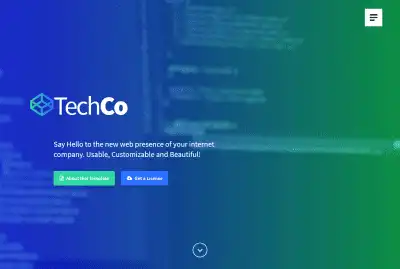 TechCo
Say Hello to the new web presence of your internet
company. Usable, Customizable and Beautiful!
About this Template
Get a License